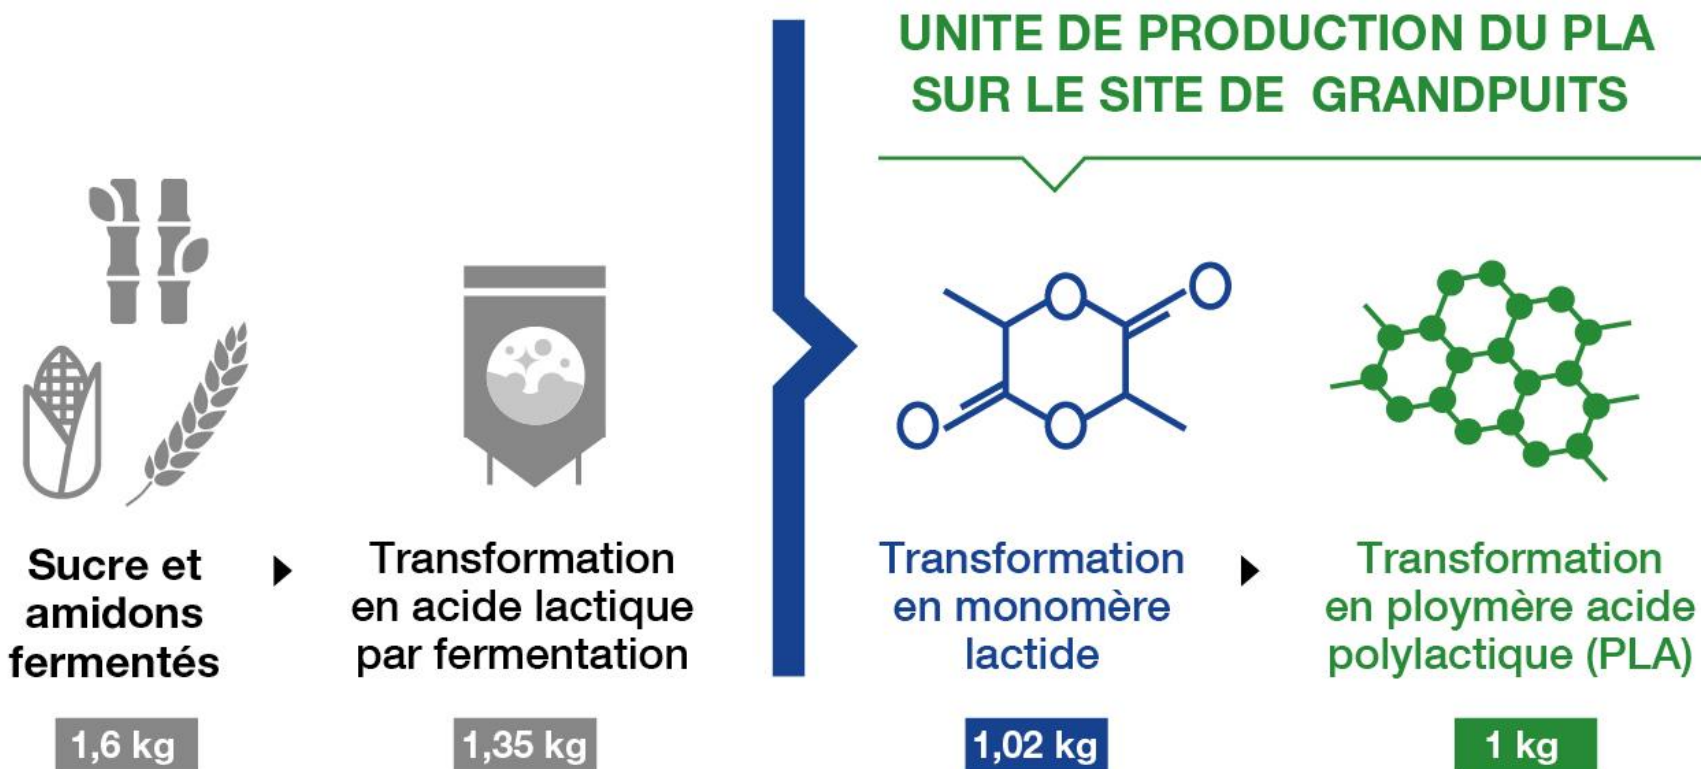 UNITE DE PRODUCTION DU PLA
SUR LE SITE DE GRANDPUITS
Sucre et
amidons
fermentés
1,6 kg
Transformation
en acide lactique
par fermentation
1,35 kg
O
O
O
O
Transformation
en monomère
lactide
1,02 kg
Transformation
en ploymère acide
polylactique (PLA)
1 kg